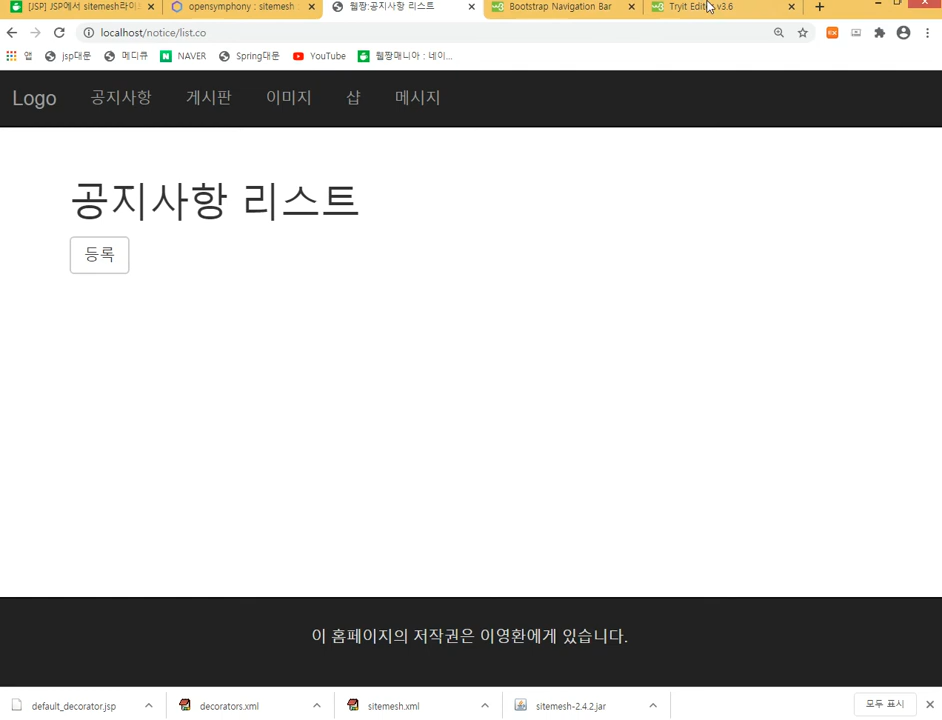 [JSP] JSP에서 sitemesh라이 opensymphony : sitemesh 웹짱:공지사항 리스트 Bootstrap Navigation Bar Tryit Edit v3.6
localhost/notice/list.co
앱 jsp대문 메디큐 NAVER Spring대문 YouTube 웹짱매니아 : 네이...
Logo 공지사항 게시판 이미지 샵 메시지
공지사항 리스트
등록
이 홈페이지의 저작권은 이영환에게 있습니다.
default_decorator.jsp decorators.xml sitemesh.xml sitemesh-2.4.2.jar 모두 표시